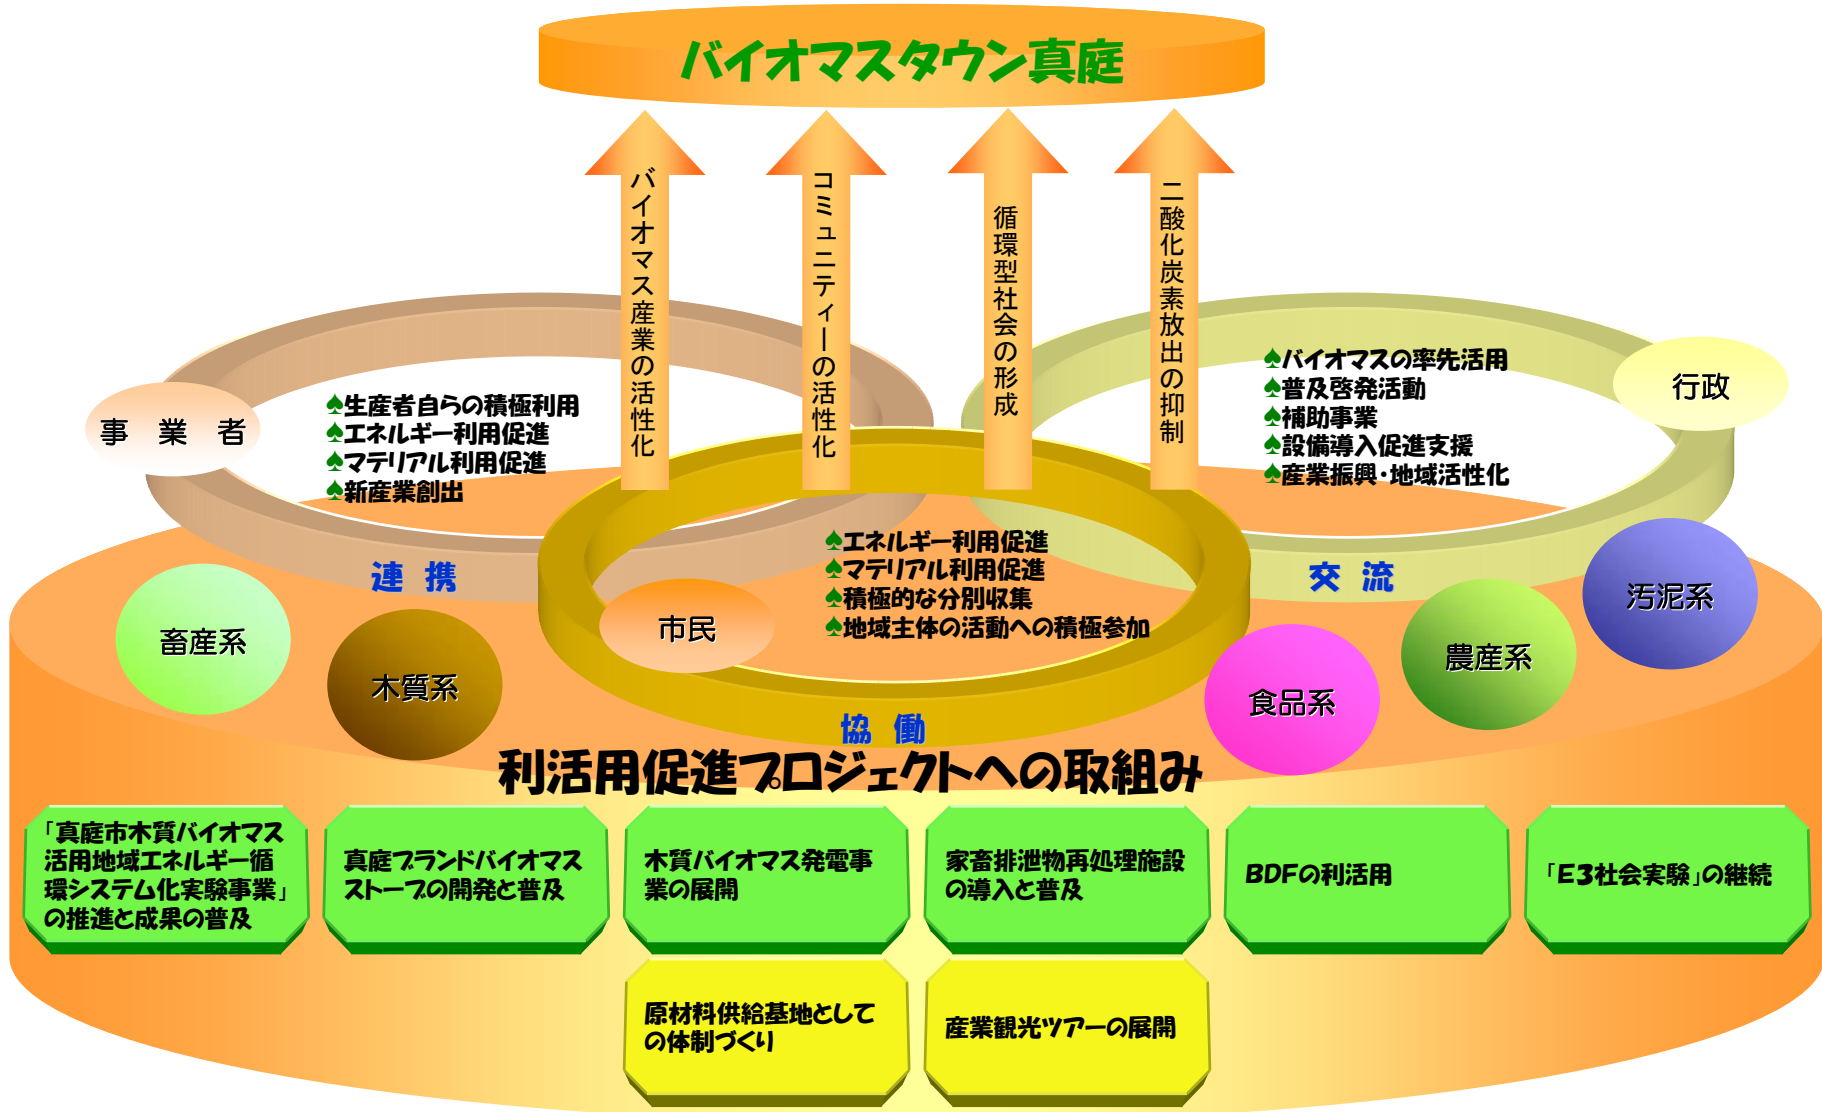 バイオマスタウン真庭
バイオマス産業の活性化
コミュニティーの活性化
循環型社会の形成
二酸化炭素放出の抑制
事 業 者
♠生産者自らの積極利用
♠エネルギー利用促進
♠マテリアル利用促進
♠新産業創出
行政
♠バイオマスの率先活用
♠普及啓発活動
♠補助事業
♠設備導入促進支援
♠産業振興・地域活性化
市民
♠エネルギー利用促進
♠マテリアル利用促進
♠積極的な分別収集
♠地域主体の活動への積極参加
連 携
交 流
協 働
畜産系
木質系
食品系
農産系
汚泥系
利活用促進プロジェクトへの取組み
「真庭市木質バイオマス
活用地域エネルギー循
環システム化実験事業」
の推進と成果の普及
真庭ブランドバイオマス
ストーブの開発と普及
木質バイオマス発電事
業の展開
家畜排泄物再処理施設
の導入と普及
BDFの利活用
「E3社会実験」の継続
原材料供給基地として
の体制づくり
産業観光ツアーの展開